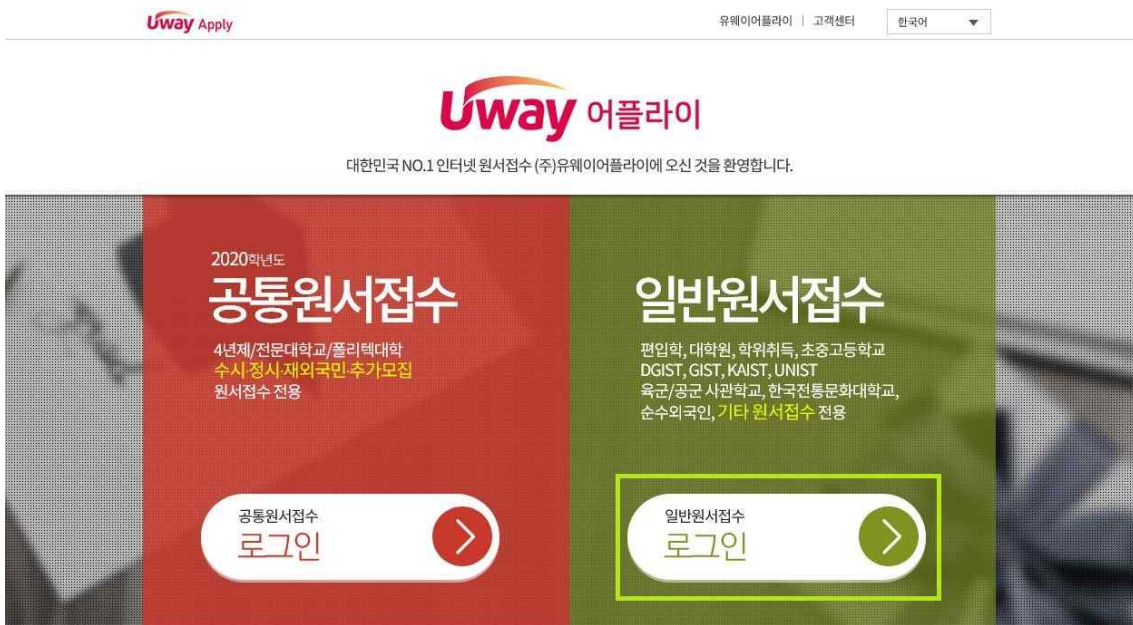 Uway Apply
유웨이어플라이 | 고객센터
한국어
Uway 어플라이
대한민국 NO.1 인터넷 원서접수 (주)유웨이어플라이에 오신 것을 환영합니다.
2020학년도
공통원서접수
4년제/전문대학교/폴리텍대학
수시·정시·재외국민·추가모집
원서접수 전용
공통원서접수
로그인
일반원서접수
편입학, 대학원, 학위취득, 초중고등학교
DGIST, GIST, KAIST, UNIST
육군/공군 사관학교, 한국전통문화대학교,
순수외국인, 기타 원서접수 전용
일반원서접수
로그인